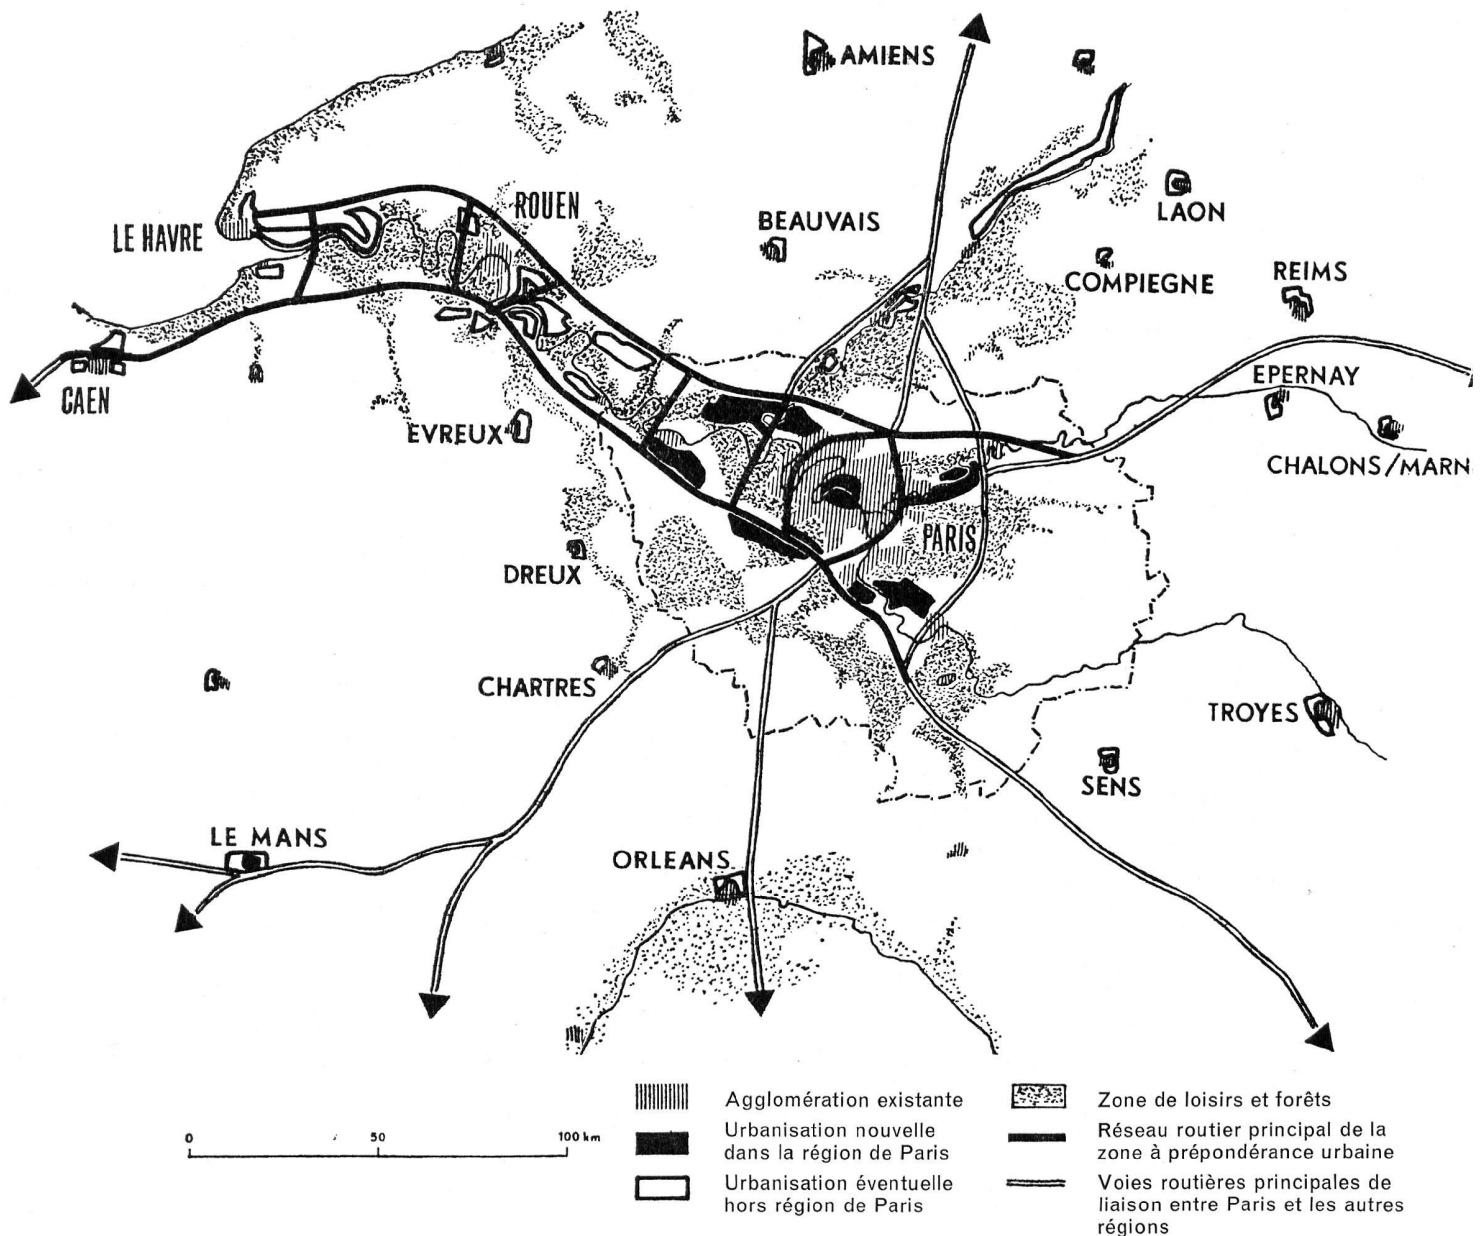 AMIENS
ROUEN
LAON
BEAUVAIS
LE HAVRE
COMPIEGNE
REIMS
EPERNAY
CAEN
EVREUX
CHALONS/MARN
PARIS
DREUX
CHARTRES
TROYES
SENS
LE MANS
ORLEANS
0 50 100 km
Agglomération existante
Urbanisation nouvelle
dans la région de Paris
Urbanisation éventuelle
hors région de Paris
Zone de loisirs et forêts
Réseau routier principal de la
zone à prépondérance urbaine
Voies routières principales de
liaison entre Paris et les autres
régions